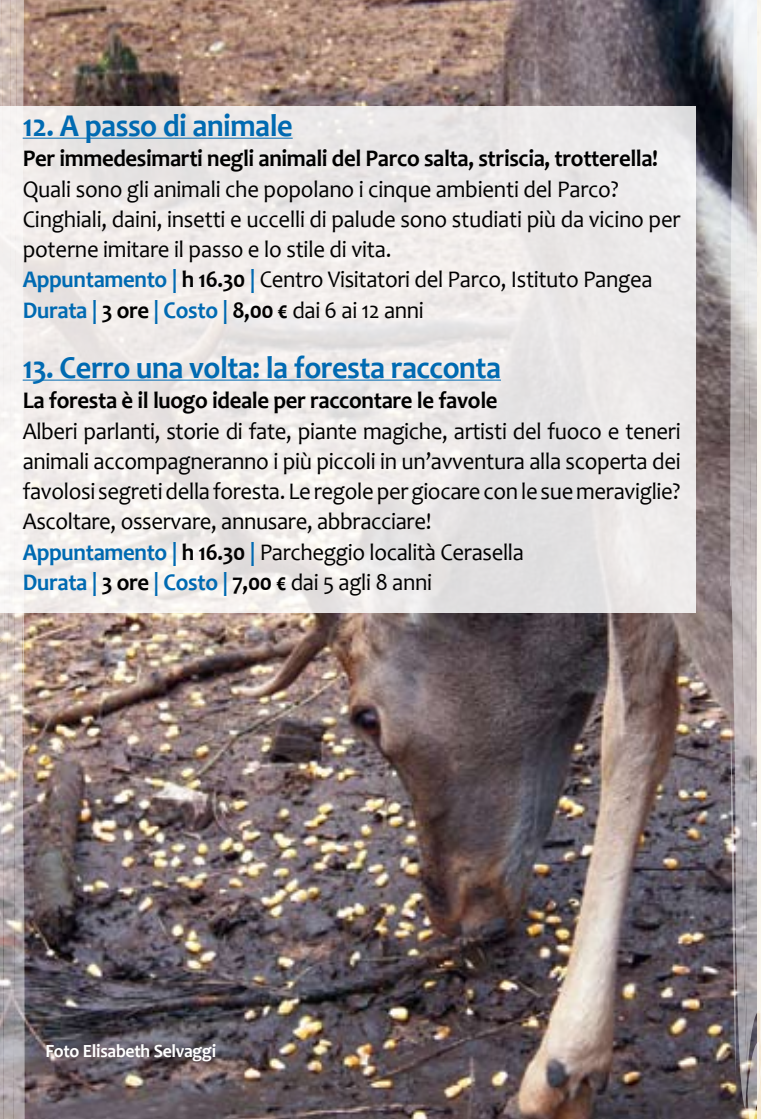 12. A passo di animale
Per immedesimarti negli animali del Parco salta, striscia, trotterella!
Quali sono gli animali che popolano i cinque ambienti del Parco?
Cinghiali, daini, insetti e uccelli di palude sono studiati più da vicino per
poterne imitare il passo e lo stile di vita.
Appuntamento | h 16.30 | Centro Visitatori del Parco, Istituto Pangea
Durata | 3 ore | Costo | 8,00 € dai 6 ai 12 anni
13. Cerro una volta: la foresta racconta
La foresta è il luogo ideale per raccontare le favole
Alberi parlanti, storie di fate, piante magiche, artisti del fuoco e teneri
animali accompagneranno i più piccoli in un'avventura alla scoperta dei
favolosi segreti della foresta. Le regole per giocare con le sue meraviglie?
Ascoltare, osservare, annusare, abbracciare!
Appuntamento | h 16.30 | Parcheggio località Cerasella
Durata | 3 ore | Costo | 7,00 € dai 5 agli 8 anni
Foto Elisabeth Selvaggi